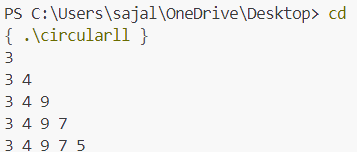 PS C:\Users\sajal\OneDrive\Desktop> cd
{ .\circularll }
3
3 4
3 4 9
3 4 9 7
3 4 9 7 5